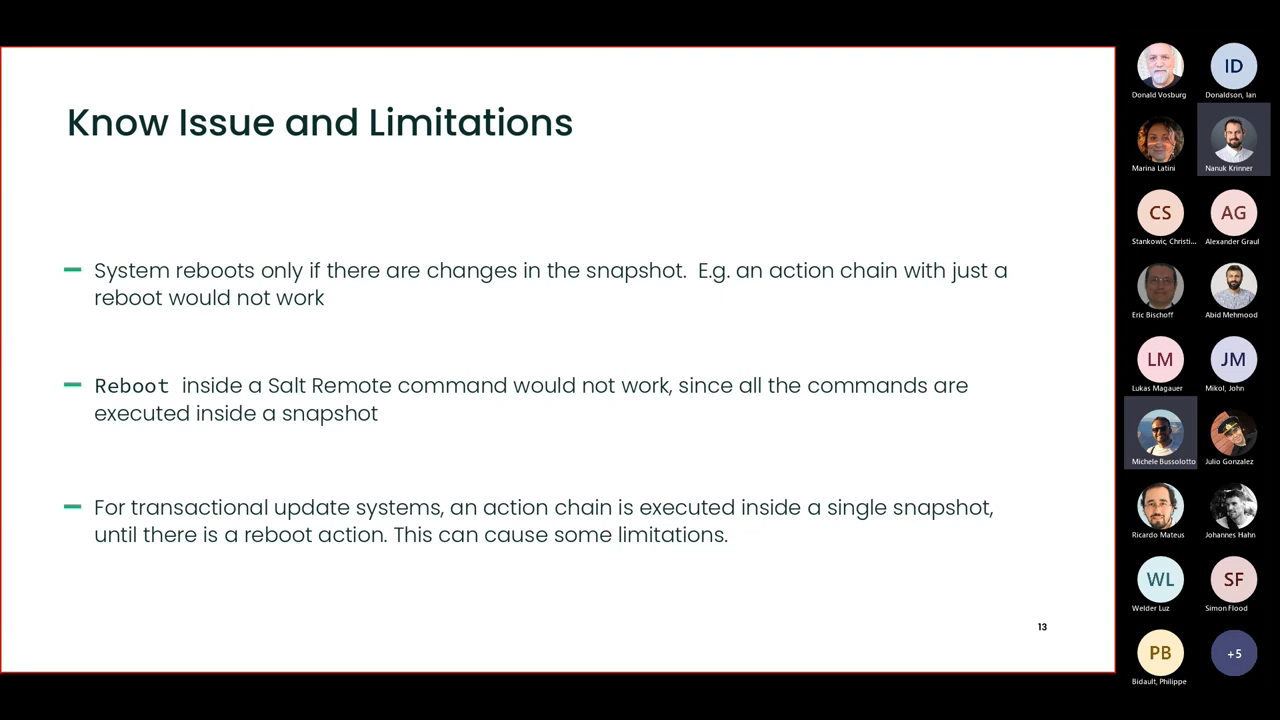 Know Issue and Limitations
System reboots only if there are changes in the snapshot. E.g. an action chain with just a
reboot would not work
Reboot inside a Salt Remote command would not work, since all the commands are
executed inside a snapshot
For transactional update systems, an action chain is executed inside a single snapshot,
until there is a reboot action. This can cause some limitations.
13
Donald Vosburg
ID
Donaldson, Ian
Marina Latini
Nanuk Krinner
CS
Stankowic, Christi...
AG
Alexander Graul
Eric Bischoff
Abid Mehmood
LM
Lukas Magauer
JM
Mikol, John
Michele Bussolotto
Julio Gonzalez
Ricardo Mateus
Johannes Hahn
WL
Welder Luz
SF
Simon Flood
PB
Bidault, Philippe
+5